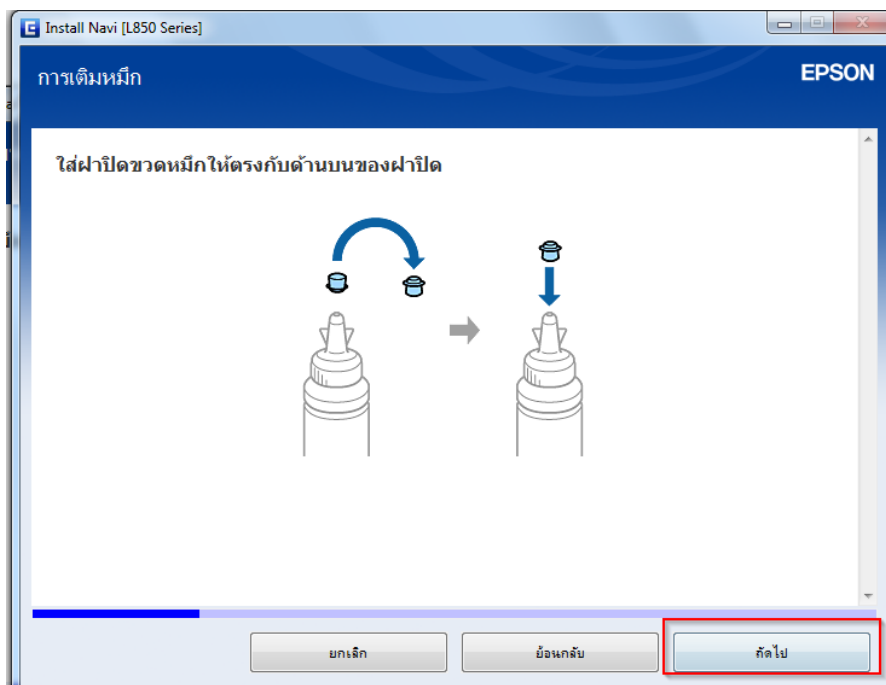 Install Navi [L850 Series]
การเติมหมึก
EPSON
ใส่ฝาปิดขวดหมึกให้ตรงกับด้านบนของฝาปิด
ยกเลิก
ย้อนกลับ
ถัดไป